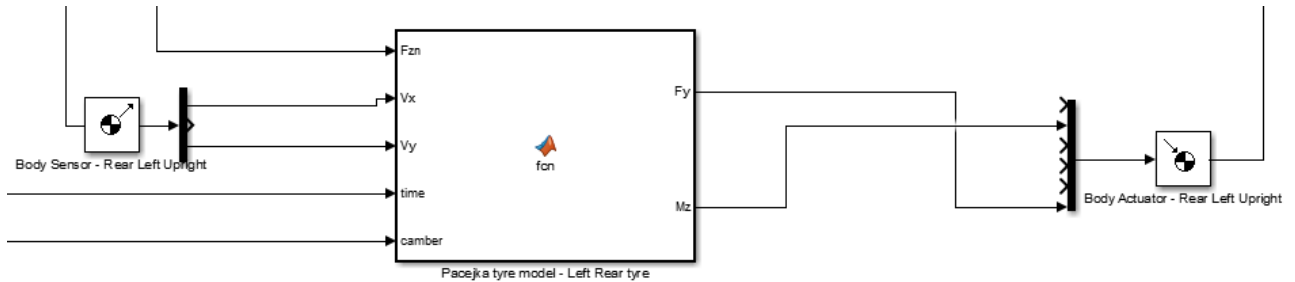 Fzn
Vx
Fy
Vy
fcn
Body Sensor - Rear Left Upright
time
Mz
Body Actuator - Rear Left Upright
camber
Pacejka tyre model - Left Rear tyre